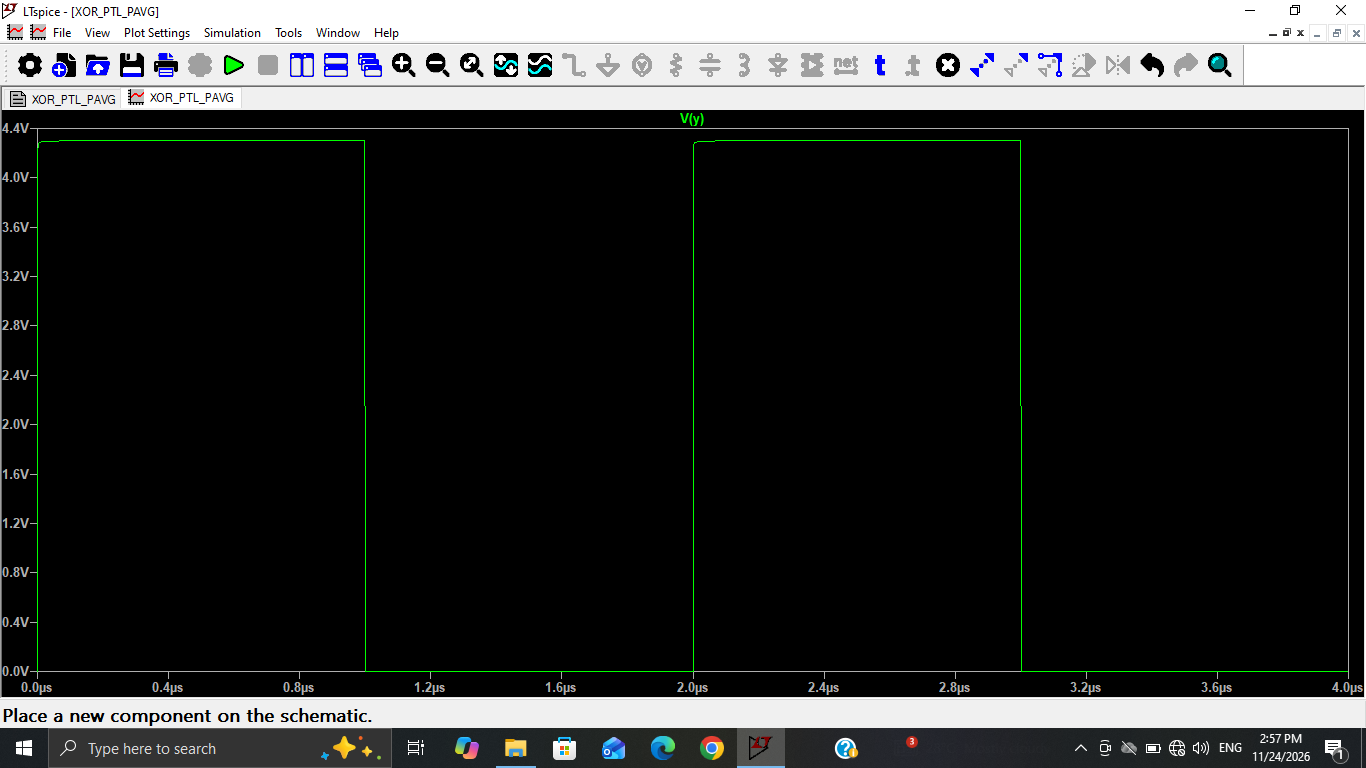 LTspice - [XOR_PTL_PAVG]
File View Plot Settings Simulation Tools Window Help
net t t
XOR_PTL_PAVG XOR_PTL_PAVG
V(y)
4.4V
4.0V
3.6V
3.2V
2.8V
2.4V
2.0V
1.6V
1.2V
0.8V
0.4V
0.0V
0.0µs 0.4µs 0.8µs 1.2µs 1.6µs 2.0µs 2.4µs 2.8µs 3.2µs 3.6µs 4.0µs
Place a new component on the schematic.
Type here to search
3
ENG
2:57 PM
11/24/2026
1